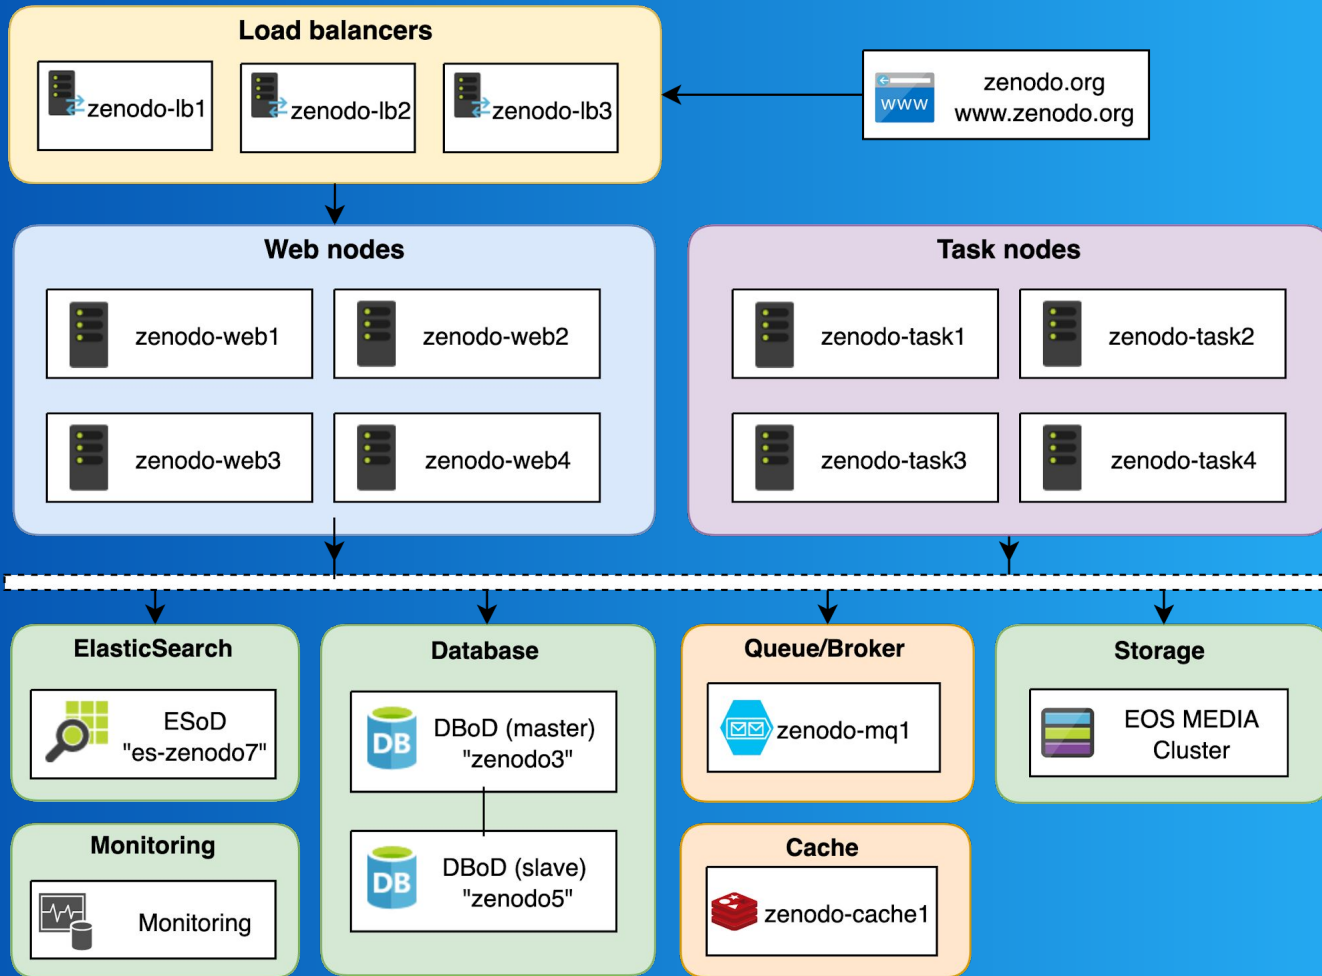 Load balancers
zenodo-lb1
zenodo-lb2
zenodo-lb3
zenodo.org
www.zenodo.org
WWW
Web nodes
zenodo-web1
zenodo-web2
zenodo-web3
zenodo-web4
Task nodes
zenodo-task1
zenodo-task2
zenodo-task3
zenodo-task4
ElasticSearch
ESoD
"es-zenodo7"
Monitoring
Monitoring
Database
DB
DBoD (master)
"zenodo3"
DB
DBoD (slave)
"zenodo5"
Queue/Broker
zenodo-mq1
Cache
zenodo-cache1
Storage
EOS MEDIA
Cluster